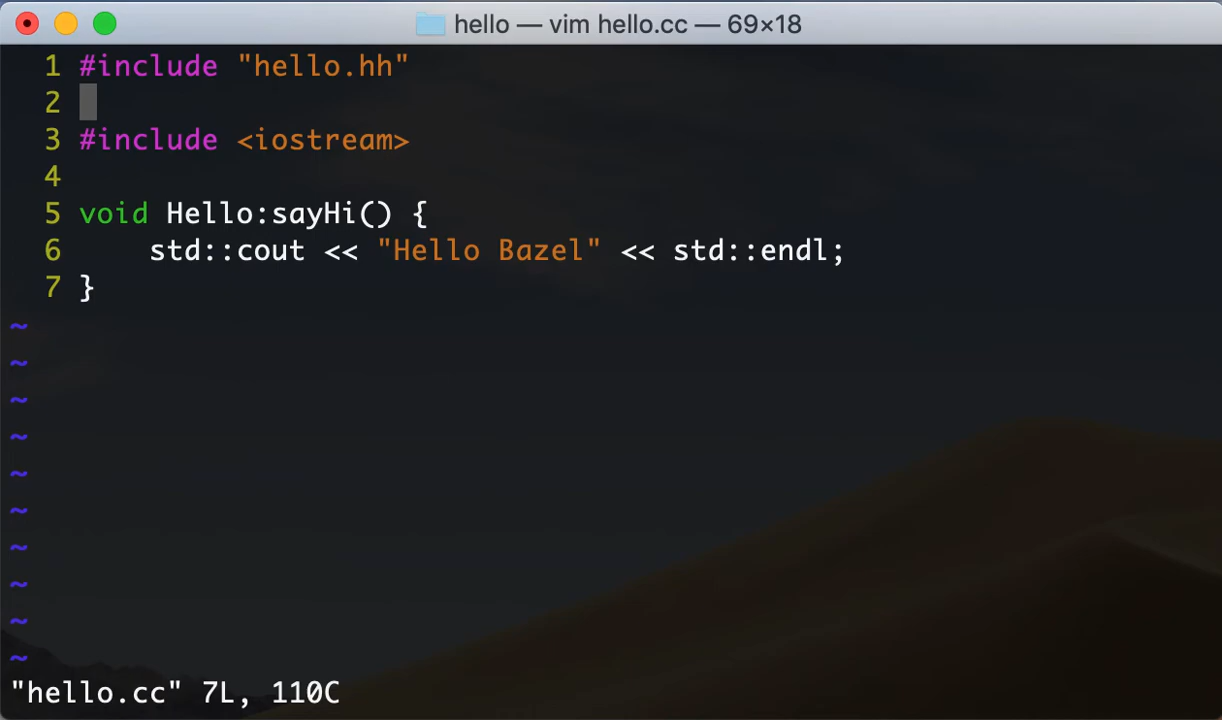 hello — vim hello.cc — 69×18
1 #include "hello.hh"
2
3 #include <iostream>
4
5 void Hello:sayHi() {
6     std::cout << "Hello Bazel" << std::endl;
7 }
~
~
~
~
~
~
~
~
~
~
"hello.cc" 7L, 110C